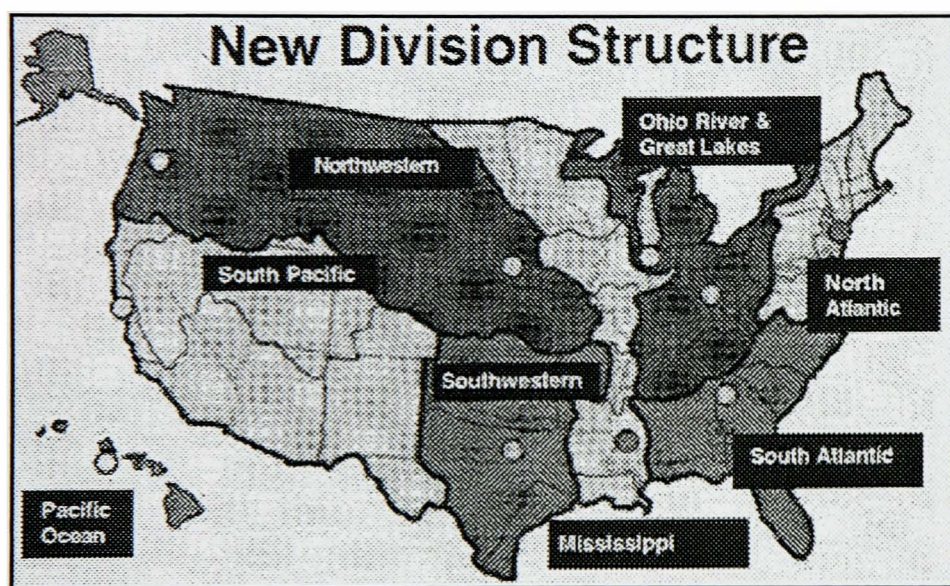 New Division Structure
Ohio River &
Great Lakes
Northwestern
South Pacific
North
Atlantic
Southwestern
South Atlantic
Pacific
Ocean
Mississippi